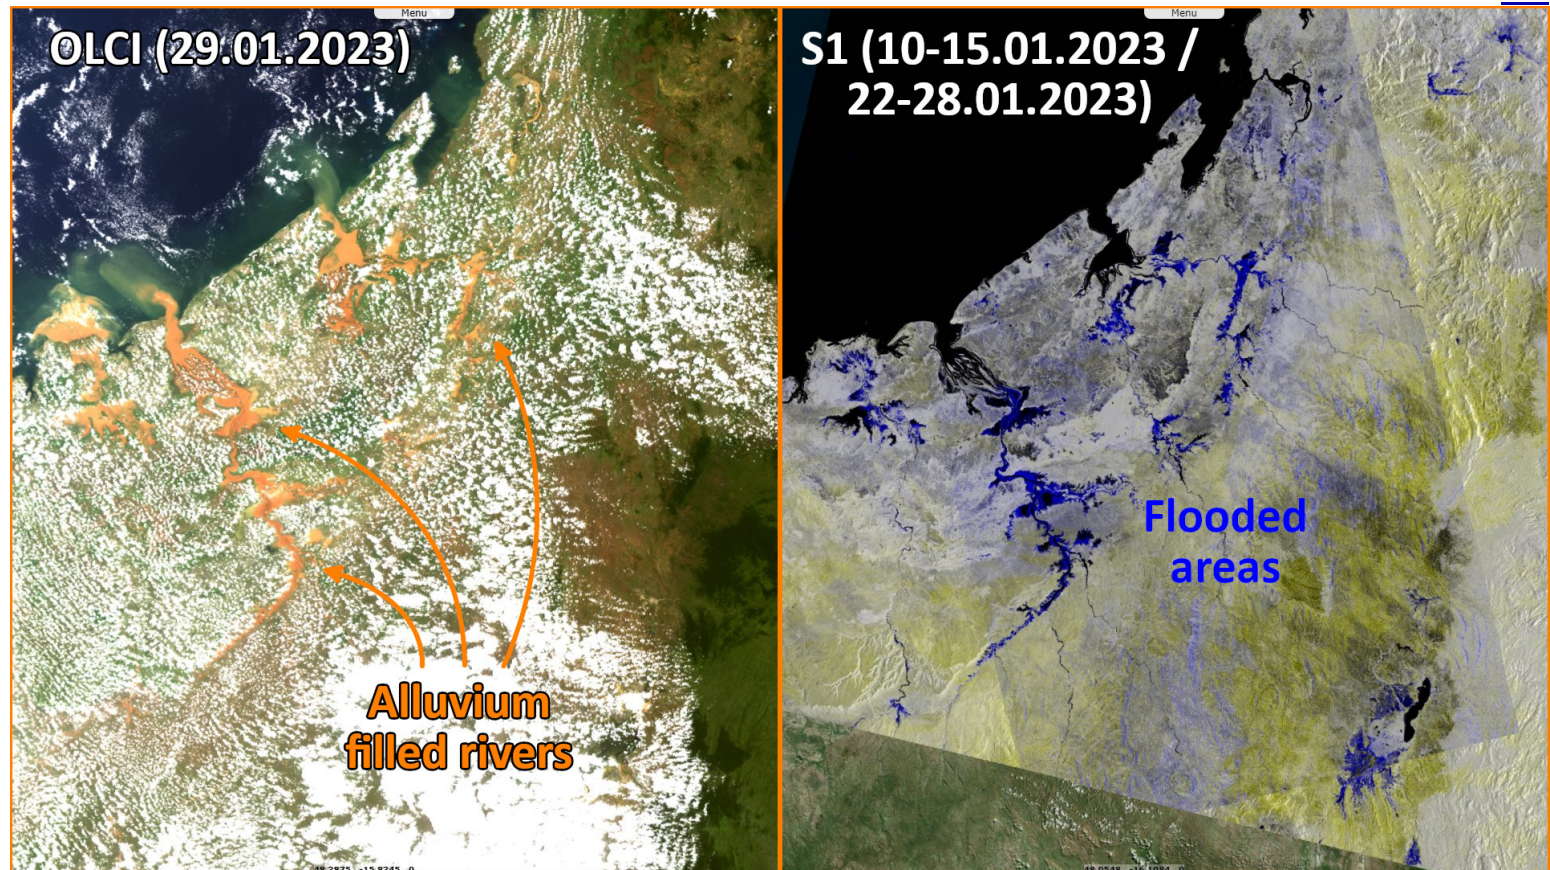 Menu
OLCI (29.01.2023)
Alluvium
filled rivers
Menu
S1 (10-15.01.2023 /
22-28.01.2023)
Flooded
areas